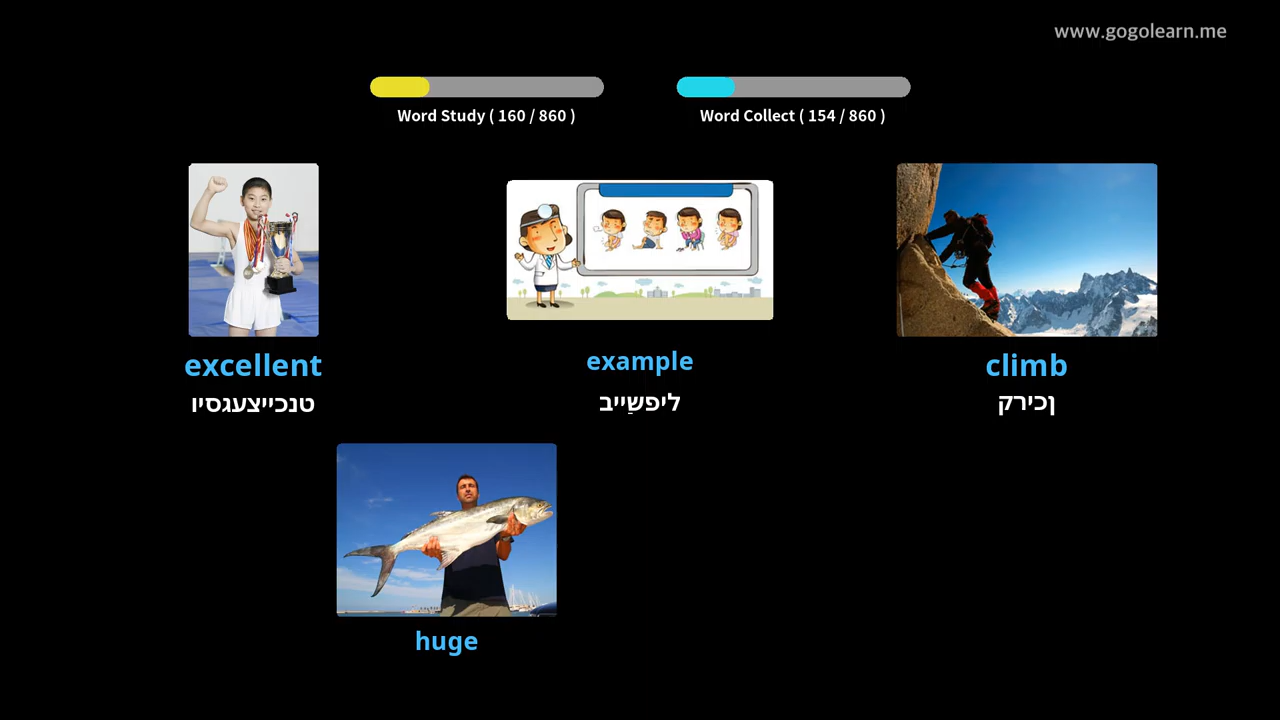 www.gogolearn.me
Word Study ( 160 / 860 )
Word Collect ( 154 / 860 )
excellent
טנכייצעגסיו
example
ליפשַייב
climb
ןכירק
huge